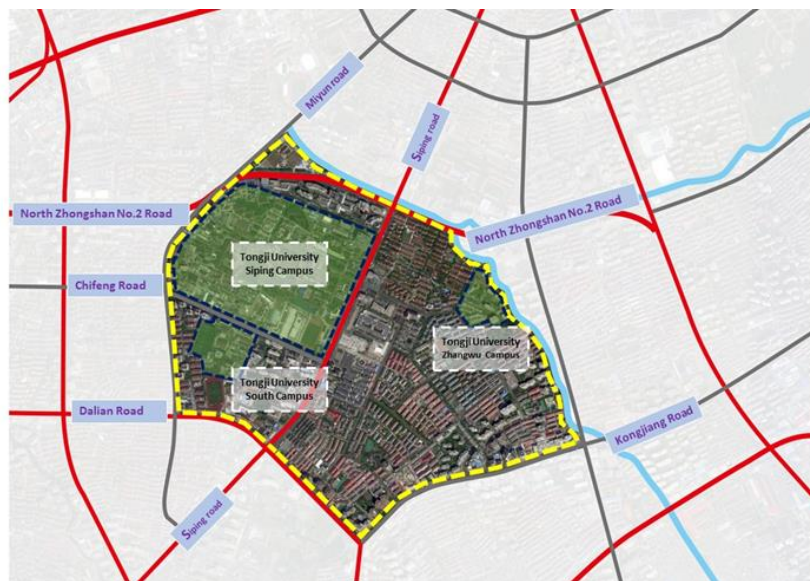 Miyun road
Siping road
North Zhongshan No.2 Road
North Zhongshan No.2 Road
Tongji University
Siping Campus
Chifeng Road
Tongji University
Zhangwu Campus
Tongji University
South Campus
Dalian Road
Kongjiang Road
Siping road